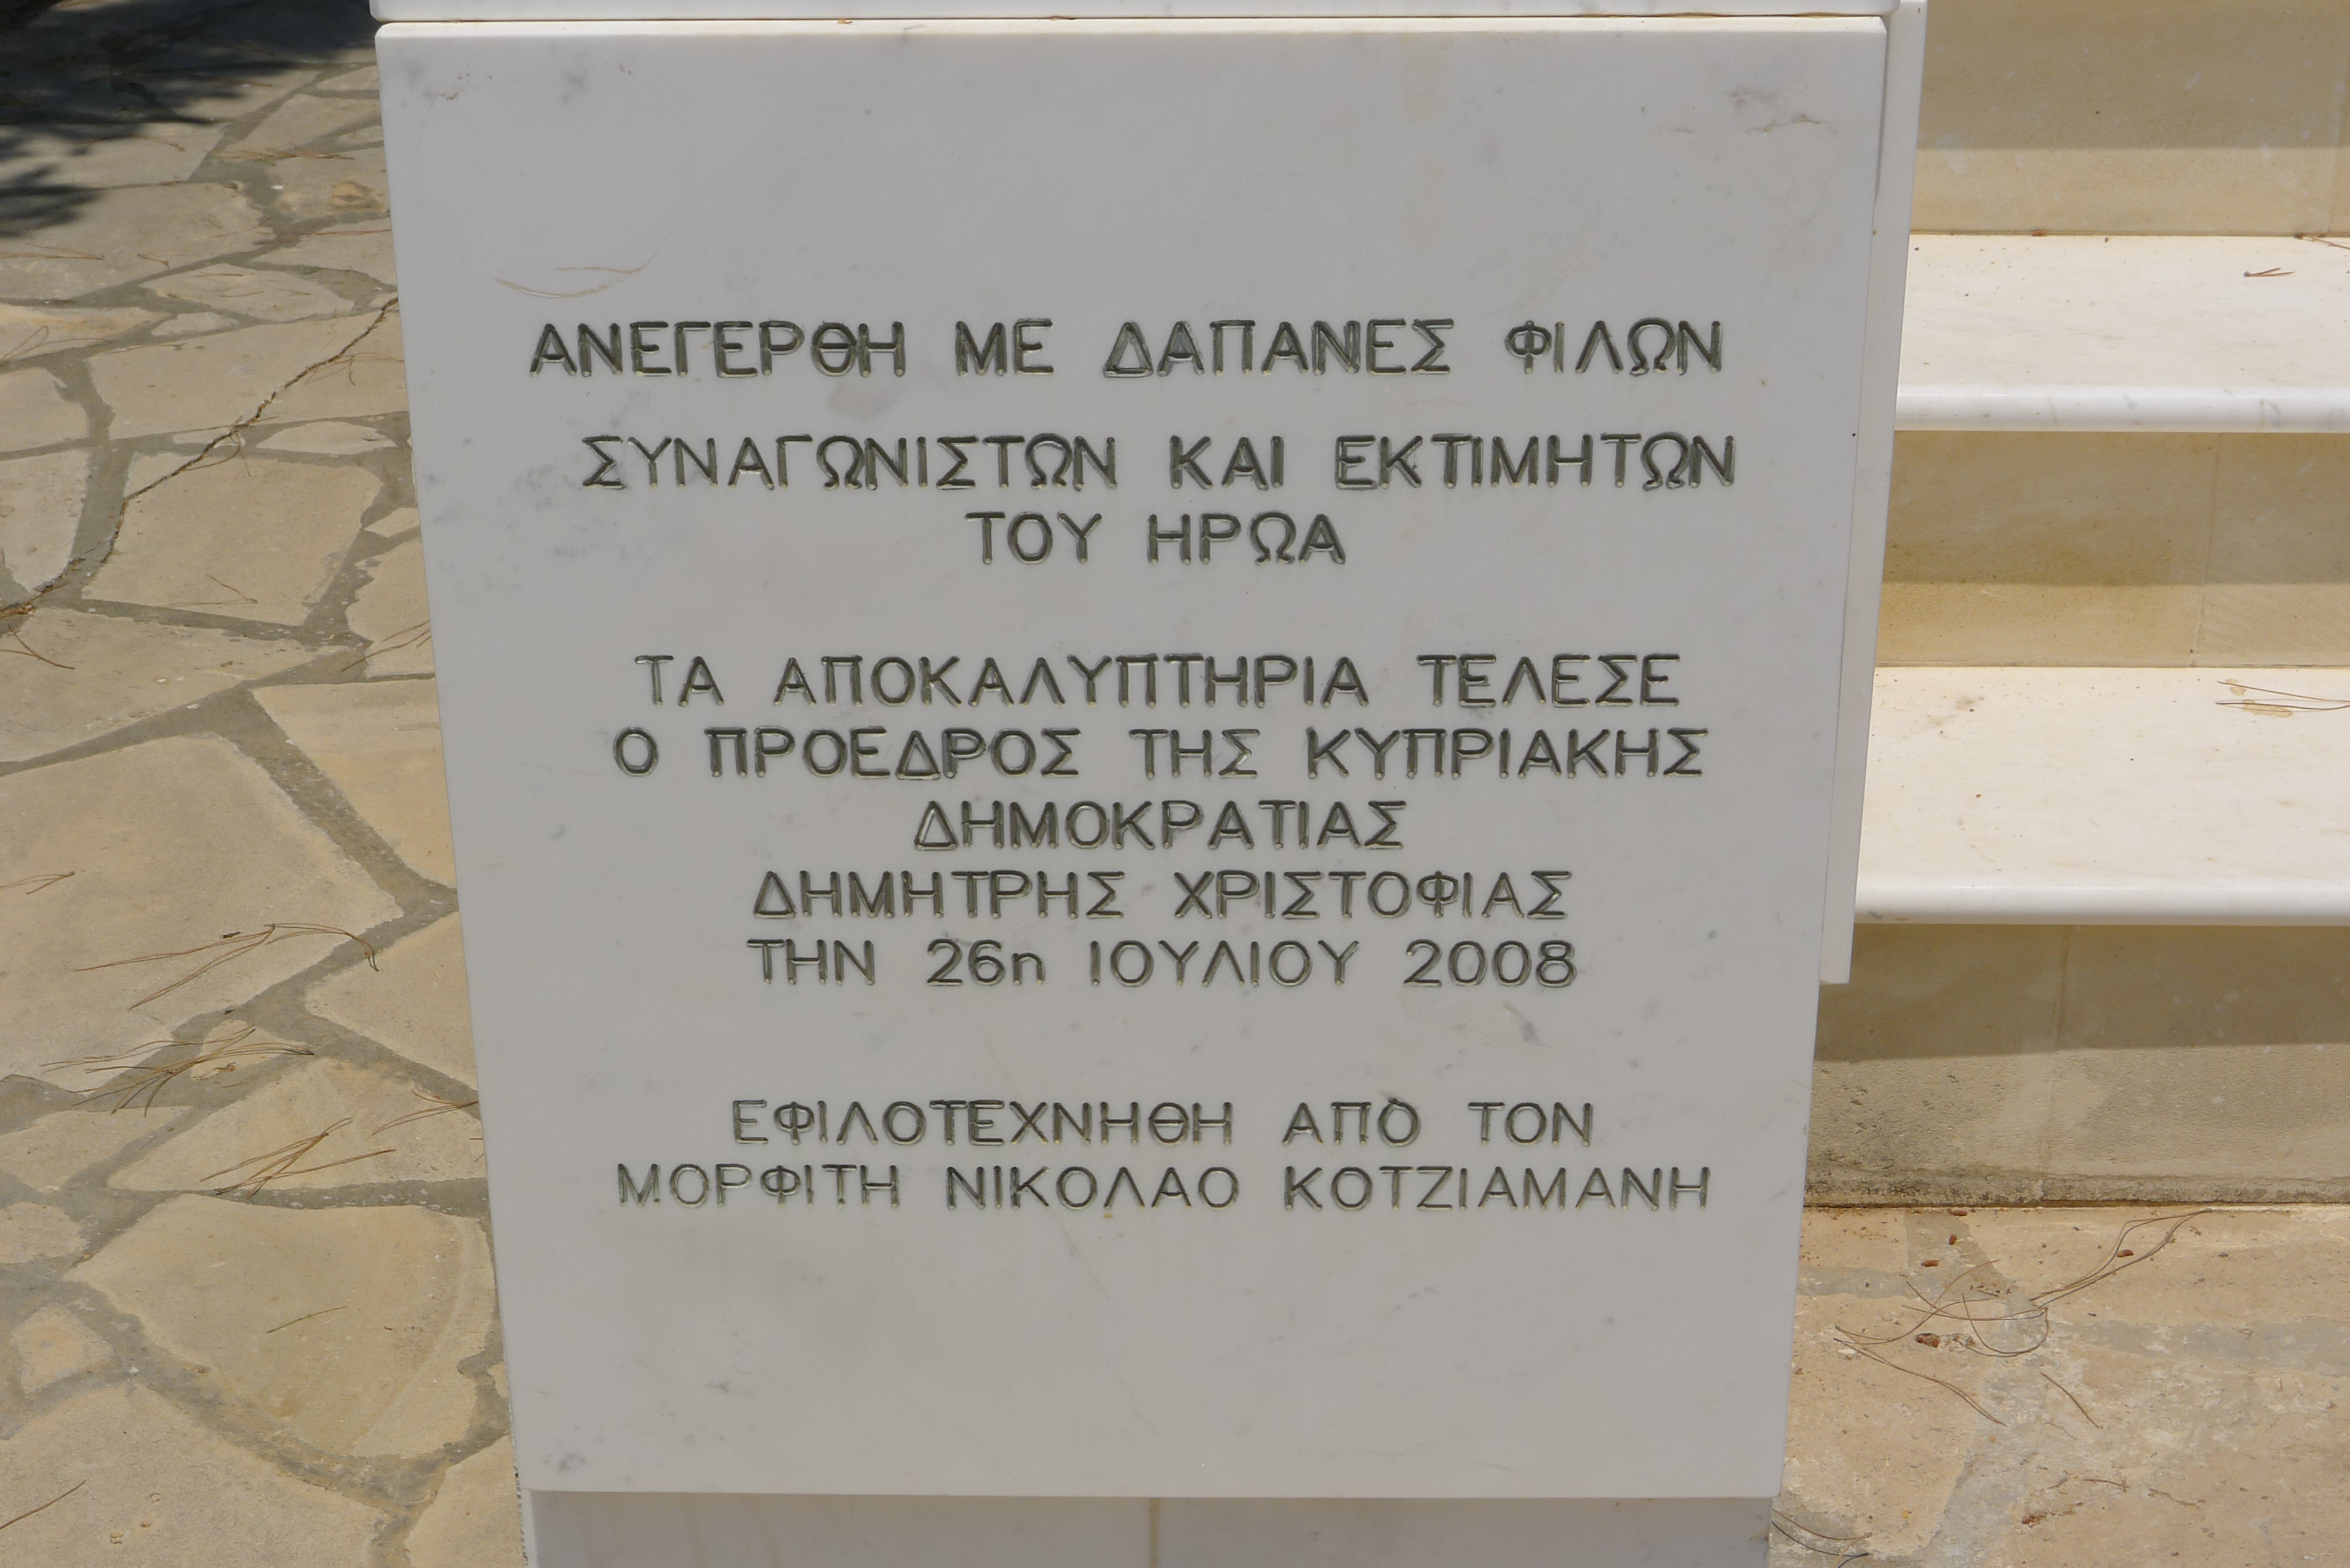 ΑΝΕΓΕΡΘΗ ΜΕ ΔΑΠΑΝΕΣ ΦΙΛΩΝ
ΣΥΝΑΓΩΝΙΣΤΩΝ ΚΑΙ ΕΚΤΙΜΗΤΩΝ
ΤΟΥ ΗΡΩΑ
ΤΑ ΑΠΟΚΑΛΥΠΤΗΡΙΑ ΤΕΛΕΣΕ
Ο ΠΡΟΕΔΡΟΣ ΤΗΣ ΚΥΠΡΙΑΚΗΣ
ΔΗΜΟΚΡΑΤΙΑΣ
ΔΗΜΗΤΡΗΣ ΧΡΙΣΤΟΦΙΑΣ
ΤΗΝ 26η ΙΟΥΛΙΟΥ 2008
ΕΦΙΛΟΤΕΧΝΗΘΗ ΑΠΟ ΤΟΝ
ΜΟΡΦΙΤΗ ΝΙΚΟΛΑΟ ΚΟΤΖΙΑΜΑΝΗ